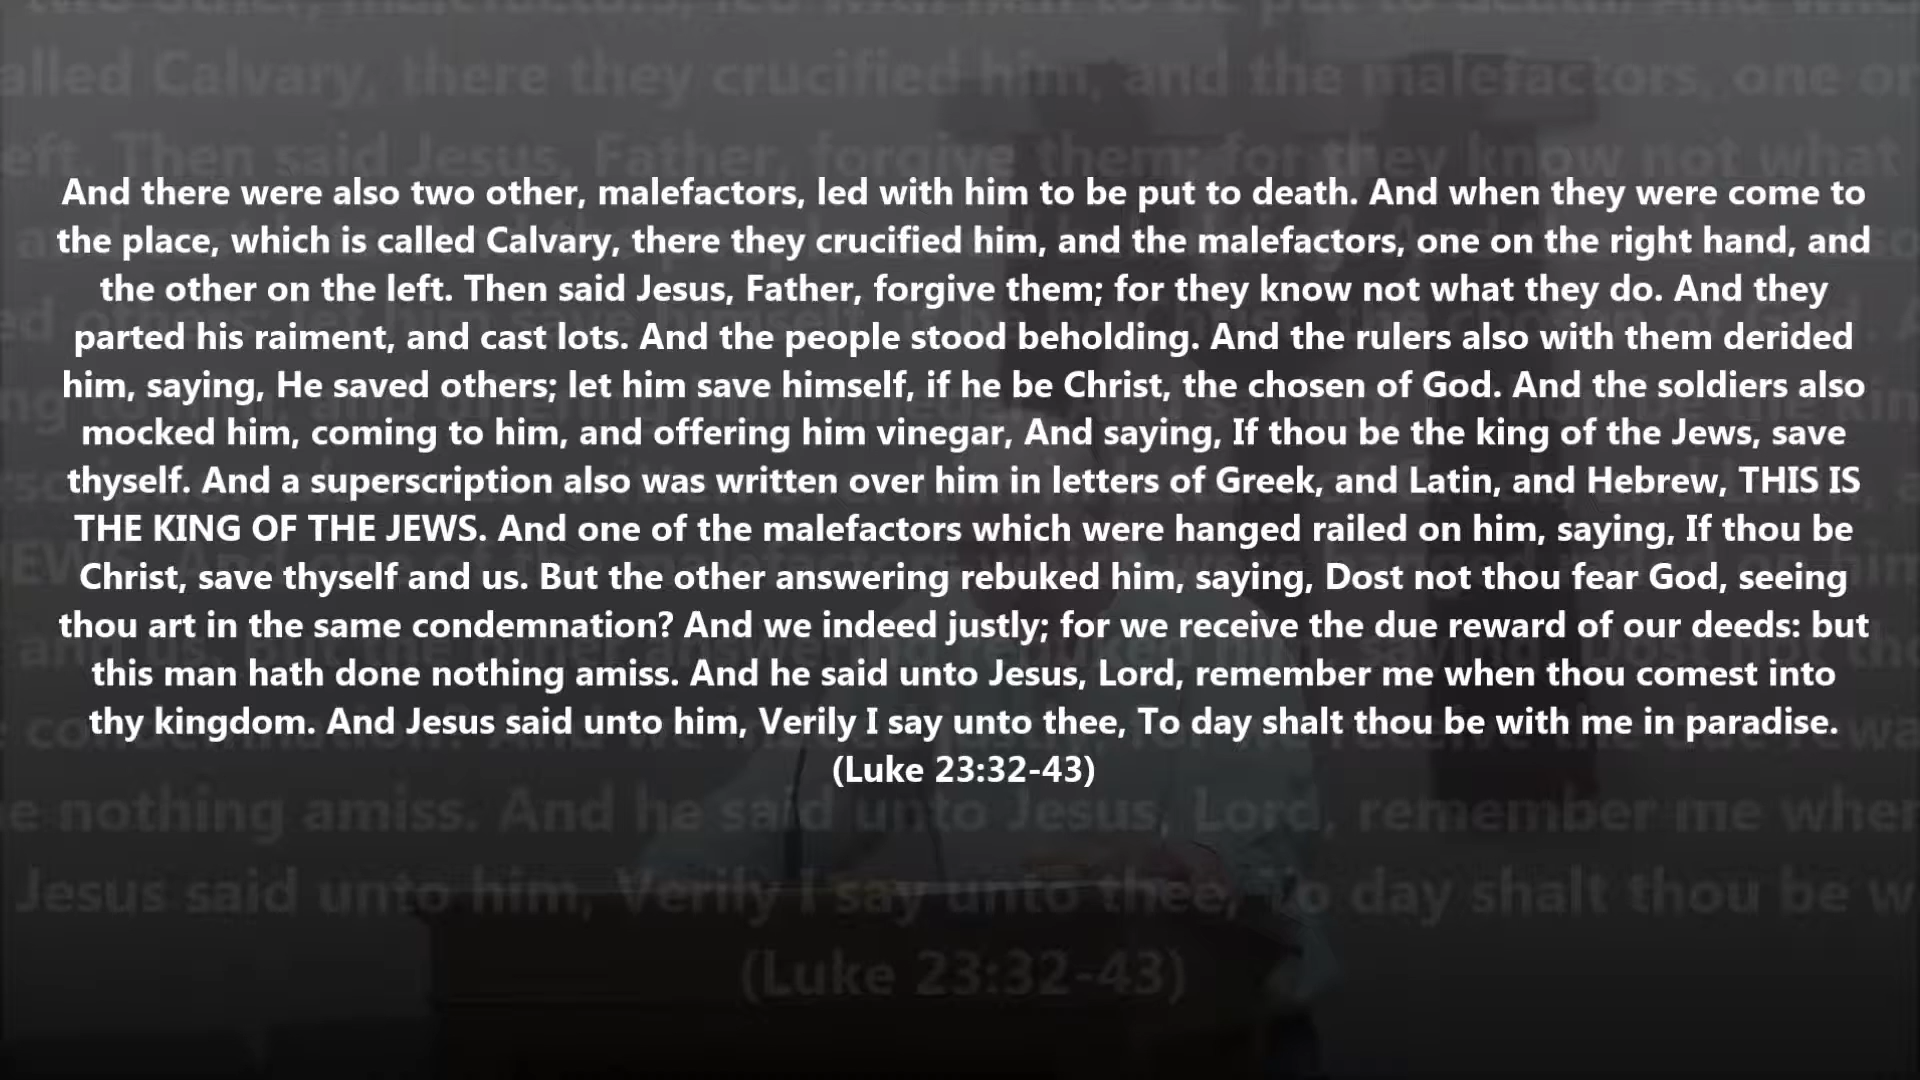 And there were also two other, malefactors, led with him to be put to death. And when they were come to
the place, which is called Calvary, there they crucified him, and the malefactors, one on the right hand, and
the other on the left. Then said Jesus, Father, forgive them; for they know not what they do. And they
parted his raiment, and cast lots. And the people stood beholding. And the rulers also with them derided
him, saying, He saved others; let him save himself, if he be Christ, the chosen of God. And the soldiers also
mocked him, coming to him, and offering him vinegar, And saying, If thou be the king of the Jews, save
thyself. And a superscription also was written over him in letters of Greek, and Latin, and Hebrew, THIS IS
THE KING OF THE JEWS. And one of the malefactors which were hanged railed on him, saying, If thou be
Christ, save thyself and us. But the other answering rebuked him, saying, Dost not thou fear God, seeing
thou art in the same condemnation? And we indeed justly; for we receive the due reward of our deeds: but
this man hath done nothing amiss. And he said unto Jesus, Lord, remember me when thou comest into
thy kingdom. And Jesus said unto him, Verily I say unto thee, To day shalt thou be with me in paradise.
(Luke 23:32-43)